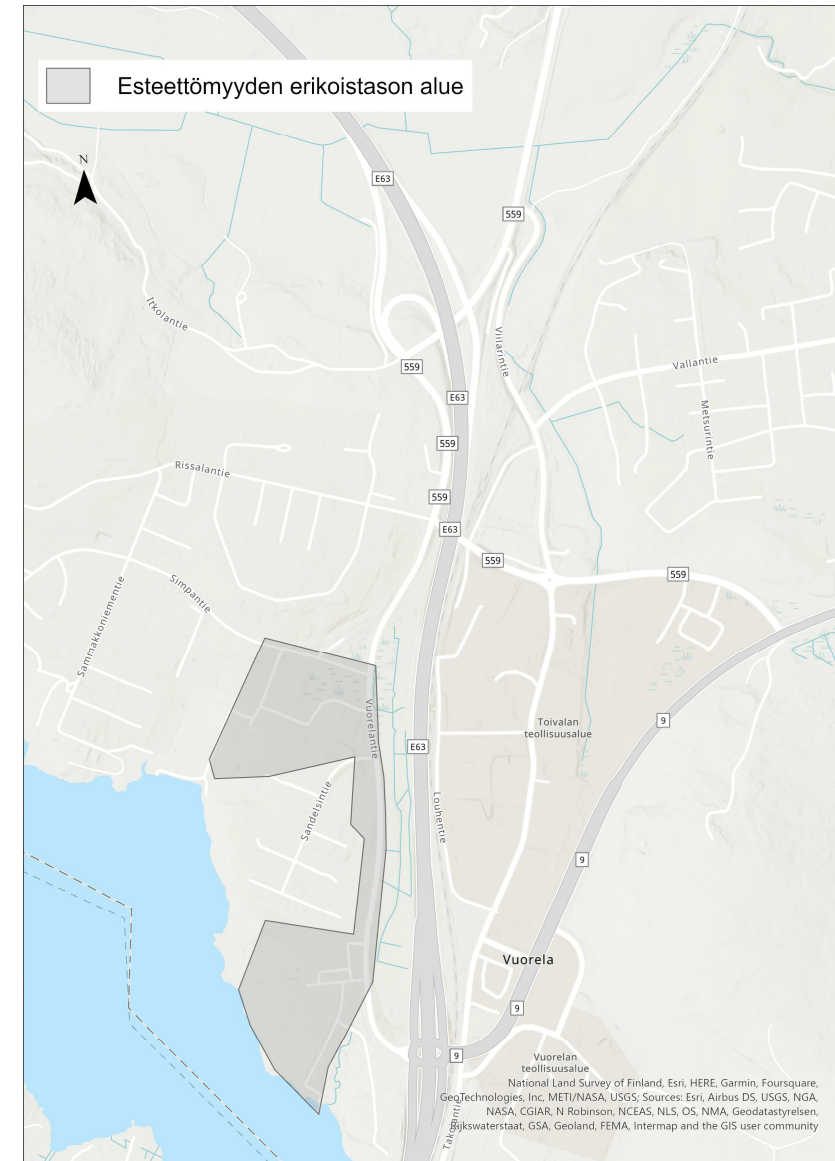 Esteettömyyden erikoistason alue
N
E63
559
Itkolantie
Viilarintie
559
Vallantie
E63
Metsurintie
559
Rissalantie
559
E63
559
559
Simpantie
Sammakkoniementie
Vuorelantie
9
Toivalan
teollisuusalue
E63
Sandelsintie
Louhentie
9
Vuorela
9
9
Vuorelan
teollisuusalue
National Land Survey of Finland, Esri, HERE, Garmin, Foursquare,
GeoTechnologies, Inc, METI/NASA, USGS; Sources: Esri, Airbus DS, USGS, NGA,
NASA, CGIAR, N Robinson, NCEAS, NLS, OS, NMA, Geodatastyrelsen,
Rijkswaterstaat, GSA, Geoland, FEMA, Intermap and the GIS user community